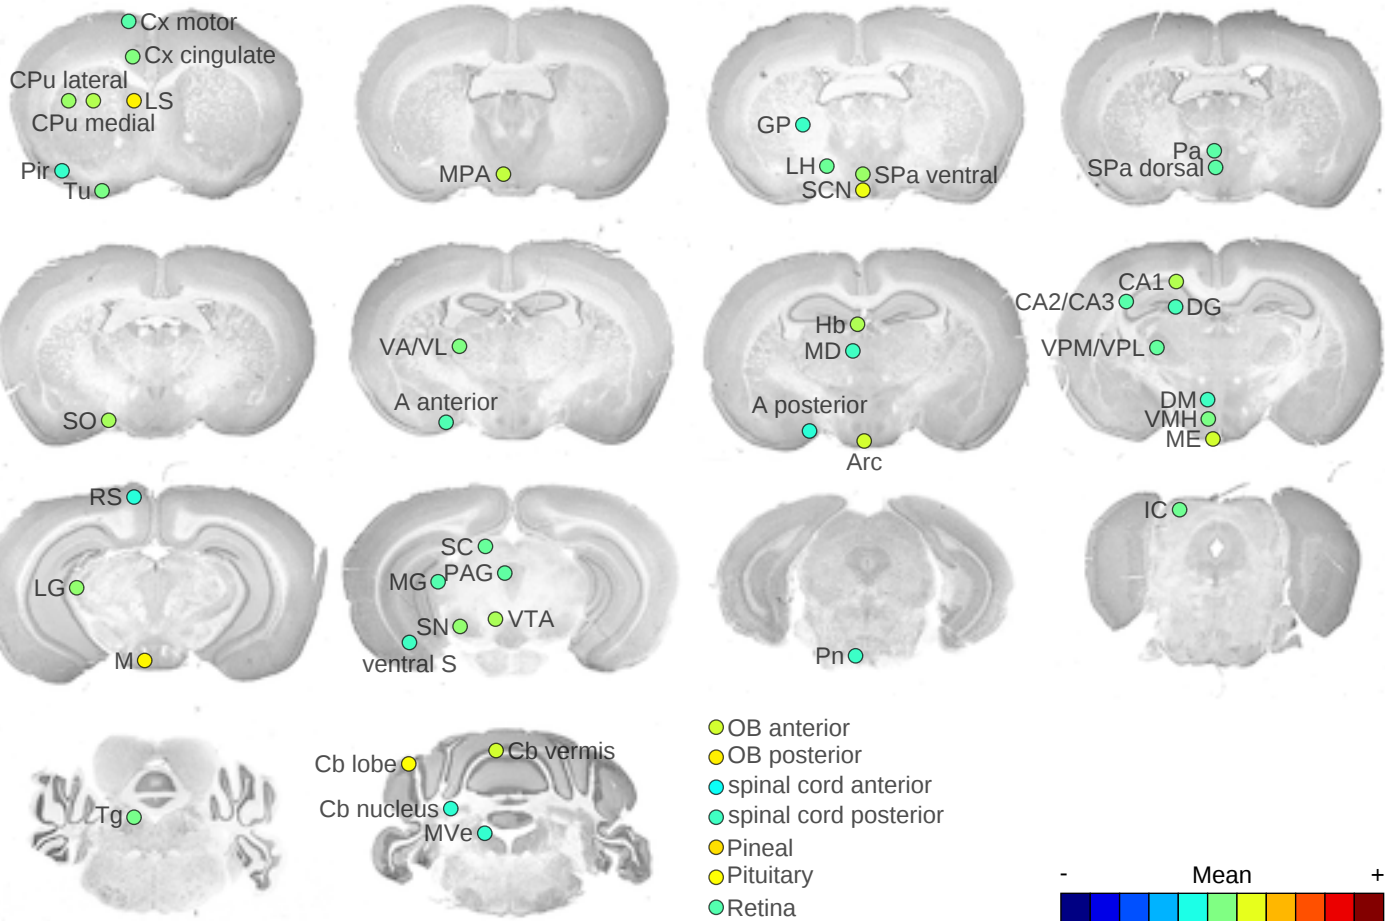 Cx motor
Cx cingulate
CPu lateral
LS
CPu medial
Pir
Tu
MPA
GP
LH
SPa ventral
SCN
Pa
SPa dorsal
SO
VA/VL
A anterior
Hb
MD
A posterior
Arc
CA1
CA2/CA3
DG
VPM/VPL
DM
VMH
ME
RS
LG
M
SC
PAG
MG
SN
VTA
ventral S
Pn
IC
Tg
Cb lobe
Cb vermis
Cb nucleus
MVe
OB anterior
OB posterior
spinal cord anterior
spinal cord posterior
Pineal
Pituitary
Retina
- Mean +